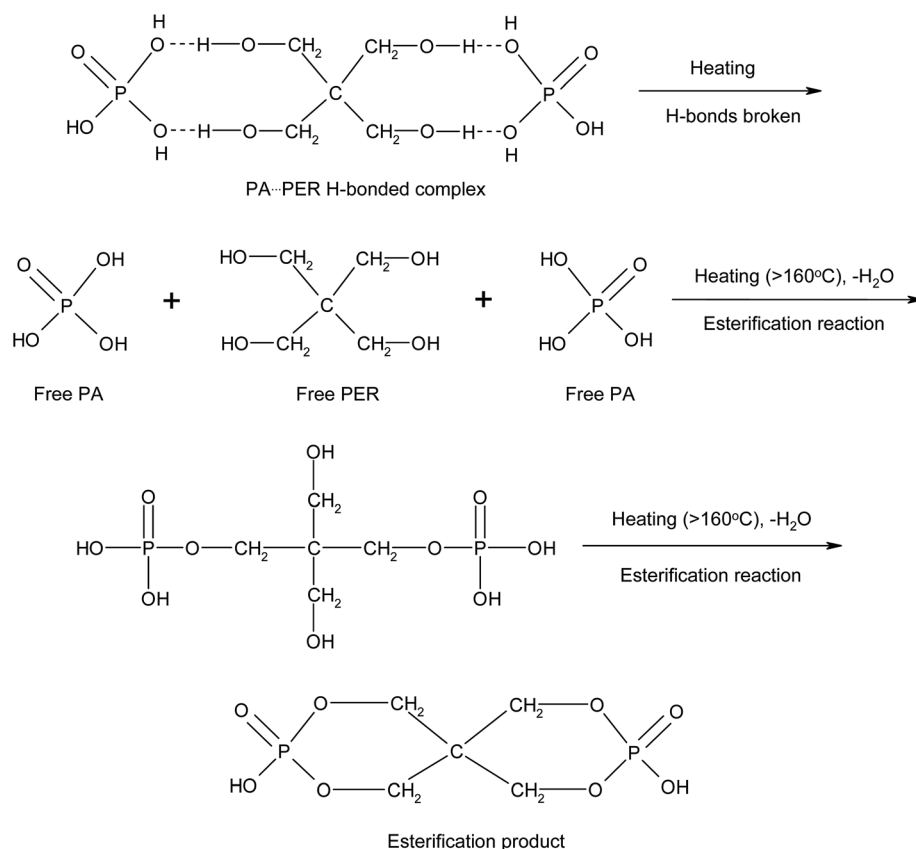 H H
O O---H—O—CH₂ CH₂—O—H---O O
P C P
HO O---H—O—CH₂ CH₂—O—H---O OH
H H
Heating
H-bonds broken
PA···PER H-bonded complex
O OH HO—CH₂ CH₂—OH HO O
P + C + P
HO OH HO—CH₂ CH₂—OH HO OH
Heating (>160°C), -H₂O
Esterification reaction
Free PA Free PER Free PA
OH
O CH₂ O
HO—P—O—CH₂—C—CH₂—O—P—OH
OH CH₂ OH
OH
Heating (>160°C), -H₂O
Esterification reaction
O O—CH₂ CH₂—O O
P C P
HO O—CH₂ CH₂—O OH
Esterification product